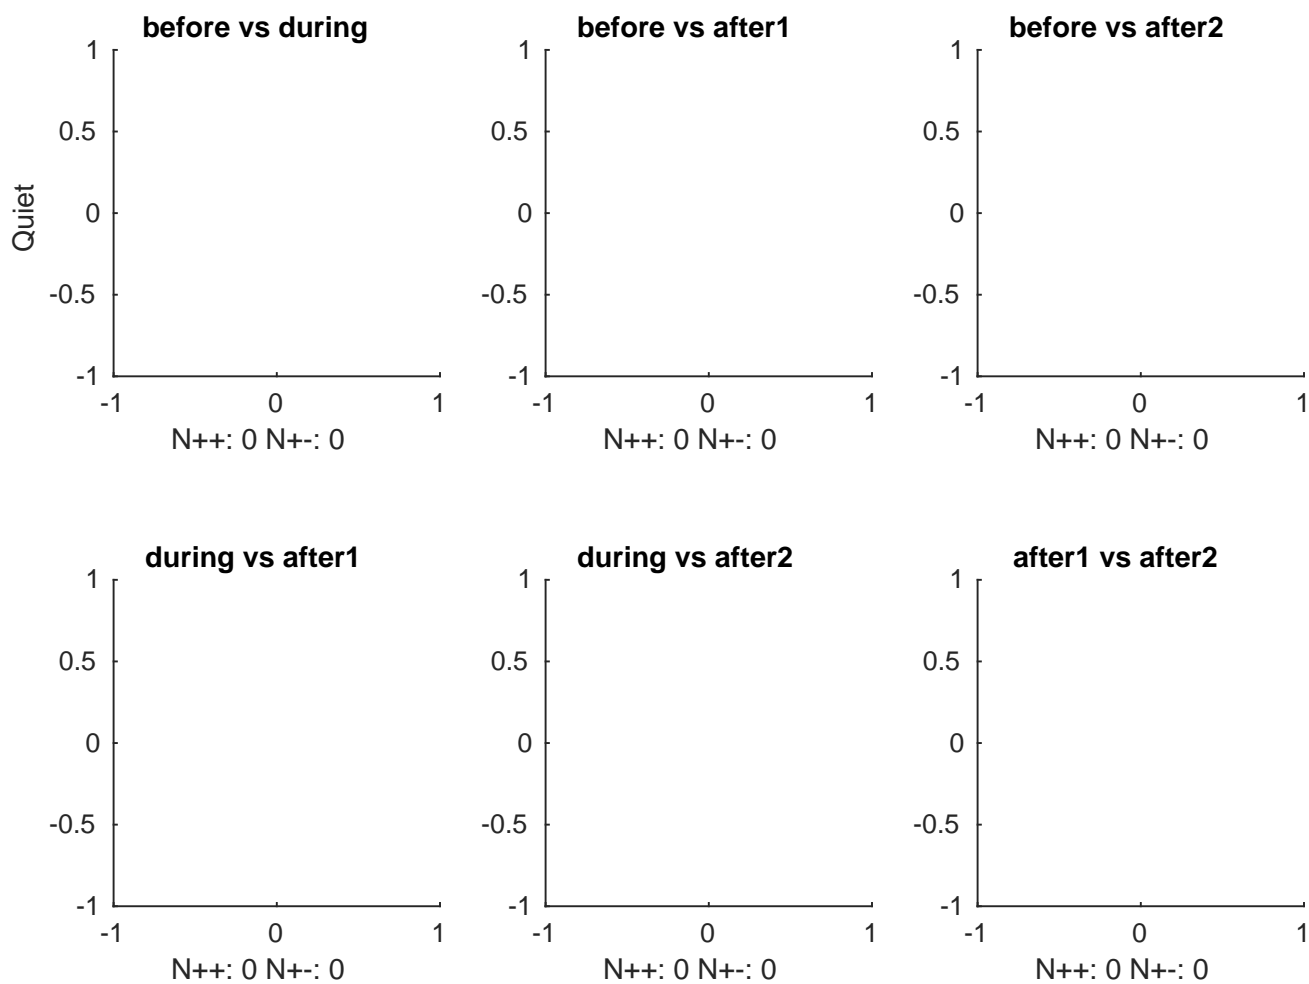 before vs during
before vs after1
before vs after2
1
0.5
0
-0.5
-1
Quiet
-1 0 1
N++: 0 N+-: 0
1
0.5
0
-0.5
-1
-1 0 1
N++: 0 N+-: 0
1
0.5
0
-0.5
-1
-1 0 1
N++: 0 N+-: 0
during vs after1
during vs after2
after1 vs after2
1
0.5
0
-0.5
-1
-1 0 1
N++: 0 N+-: 0
1
0.5
0
-0.5
-1
-1 0 1
N++: 0 N+-: 0
1
0.5
0
-0.5
-1
-1 0 1
N++: 0 N+-: 0